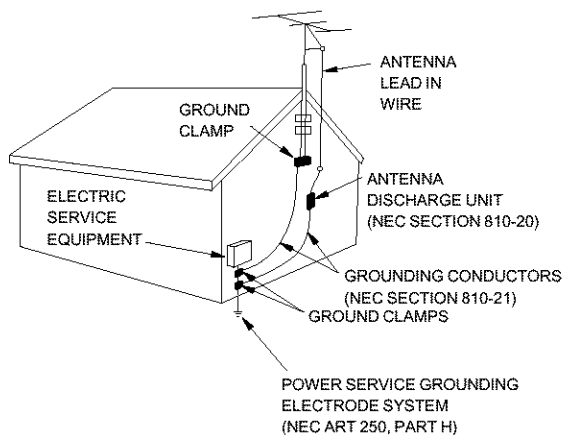 ANTENNA
LEAD IN
WIRE
GROUND
CLAMP
ANTENNA
DISCHARGE UNIT
(NEC SECTION 810-20)
ELECTRIC
SERVICE
EQUIPMENT
GROUNDING CONDUCTORS
(NEC SECTION 810-21)
GROUND CLAMPS
POWER SERVICE GROUNDING
ELECTRODE SYSTEM
(NEC ART 250, PART H)